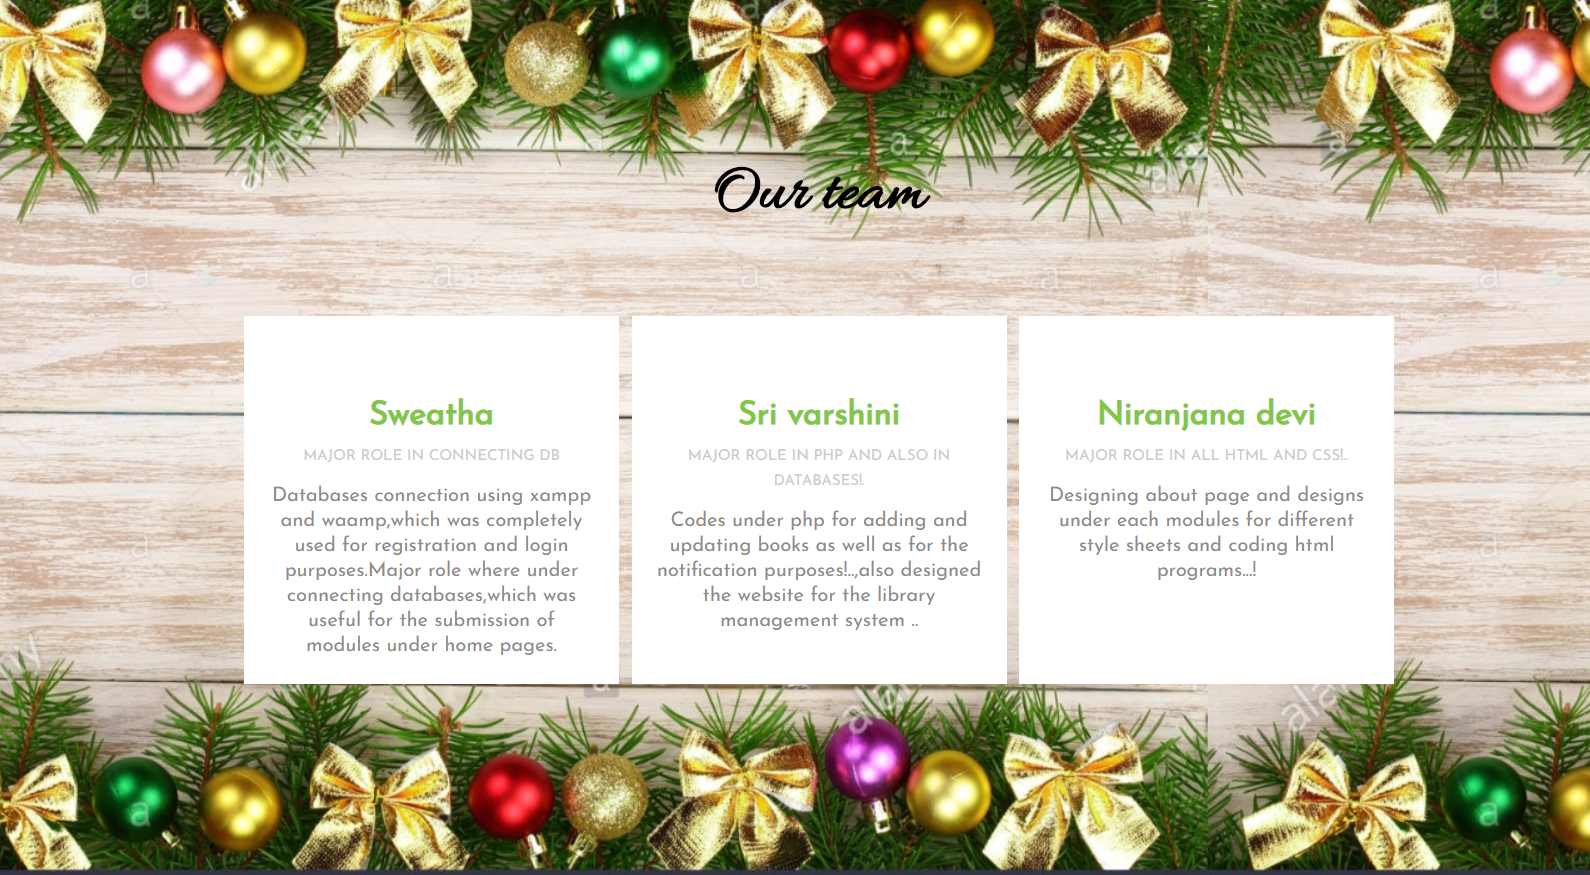 Our team
Sweatha
MAJOR ROLE IN CONNECTING DB
Databases connection using xampp
and waamp,which was completely
used for registration and login
purposes.Major role where under
connecting databases,which was
useful for the submission of
modules under home pages.
Sri varshini
MAJOR ROLE IN PHP AND ALSO IN
DATABASES!.
Codes under php for adding and
updating books as well as for the
notification purposes!..,also designed
the website for the library
management system ..
Niranjana devi
MAJOR ROLE IN ALL HTML AND CSS!..
Designing about page and designs
under each modules for different
style sheets and coding html
programs...!